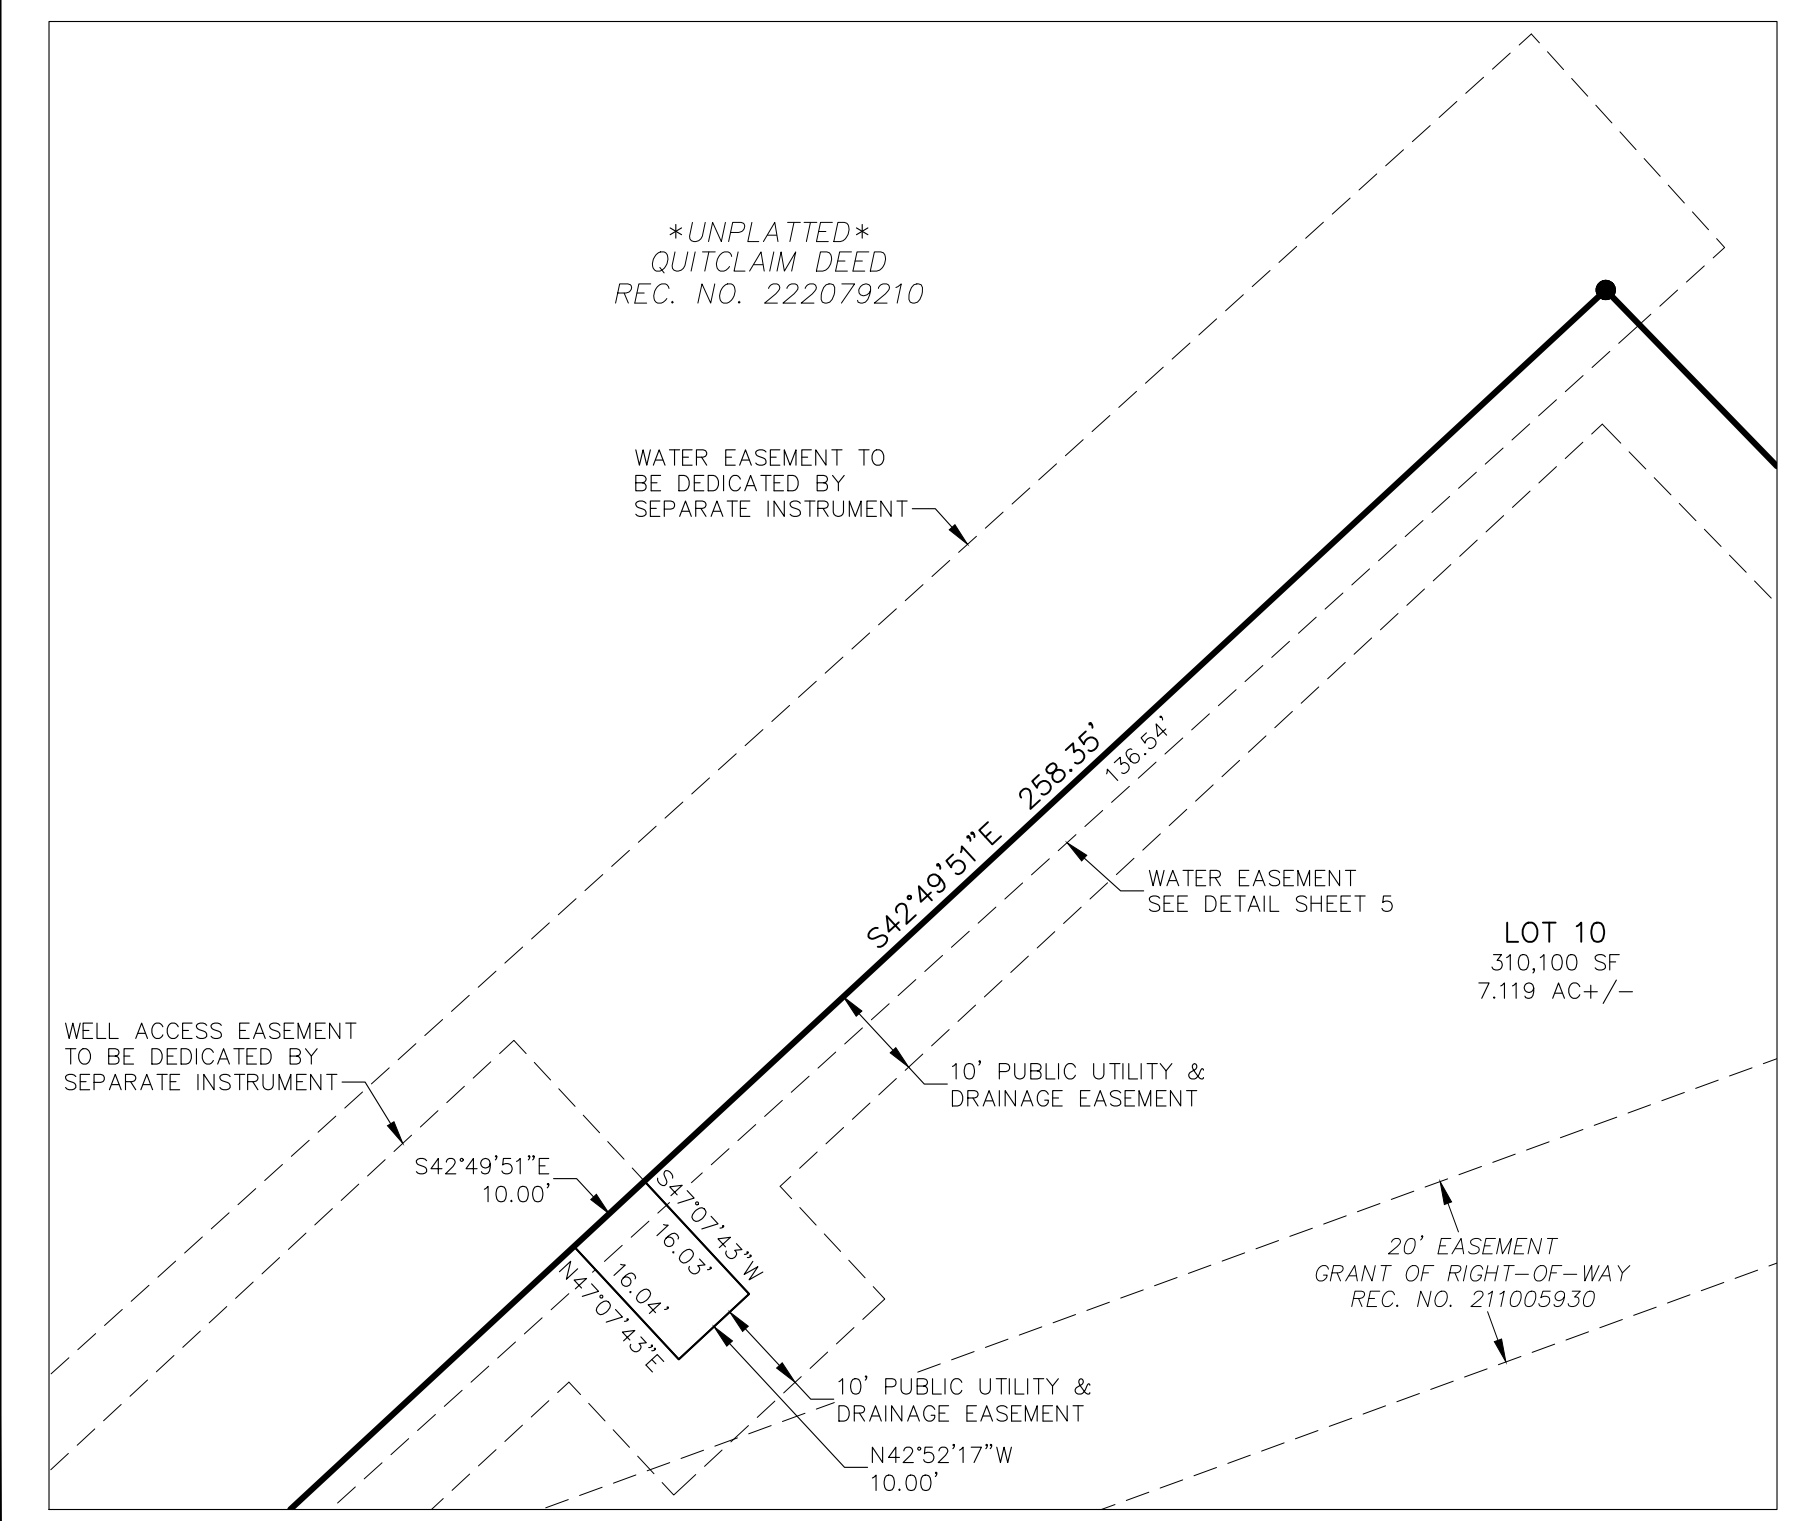 *UNPLATTED*
QUITCLAIM DEED
REC. NO. 222079210
WATER EASEMENT TO
BE DEDICATED BY
SEPARATE INSTRUMENT
S42°49'51"E 258.35'
136.54'
WATER EASEMENT
SEE DETAIL SHEET 5
LOT 10
310,100 SF
7.119 AC+/-
WELL ACCESS EASEMENT
TO BE DEDICATED BY
SEPARATE INSTRUMENT
10' PUBLIC UTILITY &
DRAINAGE EASEMENT
S42°49'51"E
10.00'
S47°07'43"W
16.03'
16.04'
N47°07'43"E
20' EASEMENT
GRANT OF RIGHT-OF-WAY
REC. NO. 211005930
10' PUBLIC UTILITY &
DRAINAGE EASEMENT
N42°52'17"W
10.00'